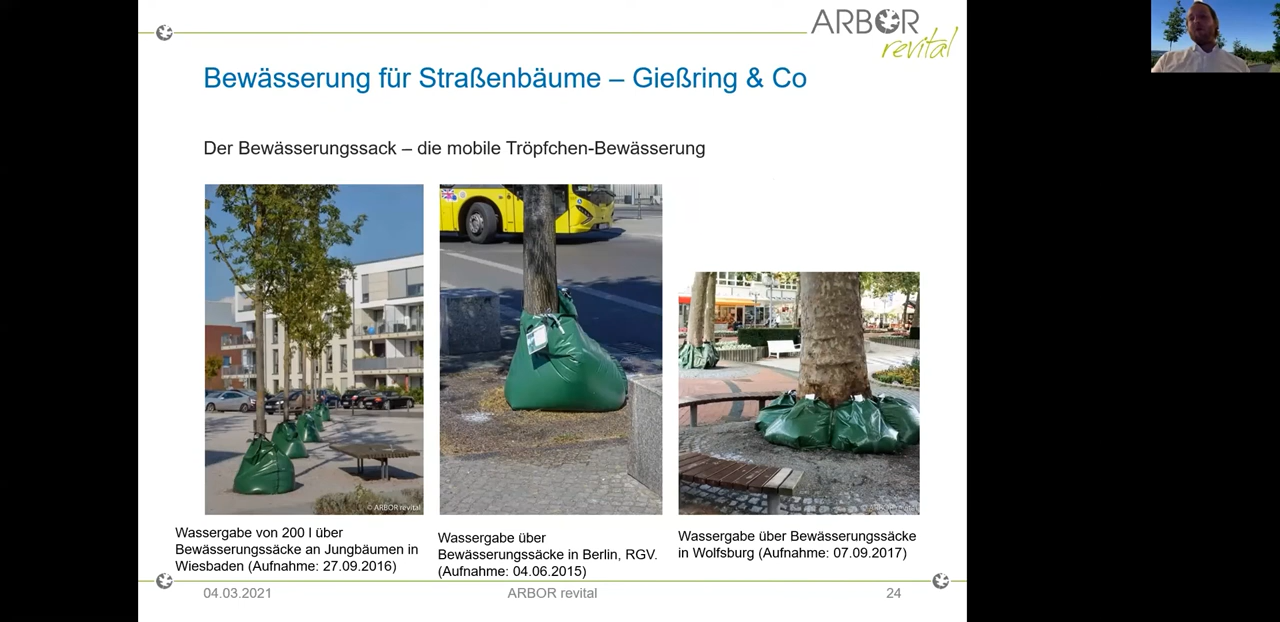 ARBOR
revital
Bewässerung für Straßenbäume – Gießring & Co
Der Bewässerungssack – die mobile Tröpfchen-Bewässerung
© ARBOR revital
Wassergabe von 200 l über
Bewässerungssäcke an Jungbäumen in
Wiesbaden (Aufnahme: 27.09.2016)
Wassergabe über
Bewässerungssäcke in Berlin, RGV.
(Aufnahme: 04.06.2015)
Wassergabe über Bewässerungssäcke
in Wolfsburg (Aufnahme: 07.09.2017)
04.03.2021
ARBOR revital
24